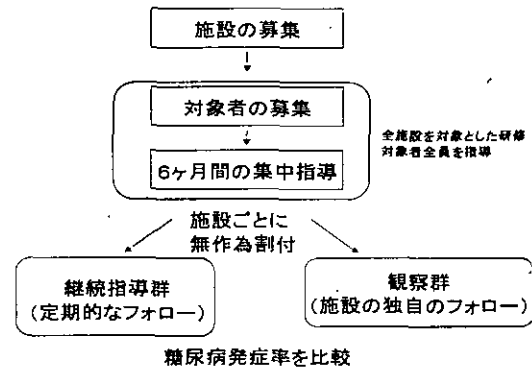 施設の募集
対象者の募集
全施設を対象とした研修
対象者全員を指導
6ヶ月間の集中指導
施設ごとに
無作為割付
継続指導群
(定期的なフォロー)
観察群
(施設の独自のフォロー)
糖尿病発症率を比較